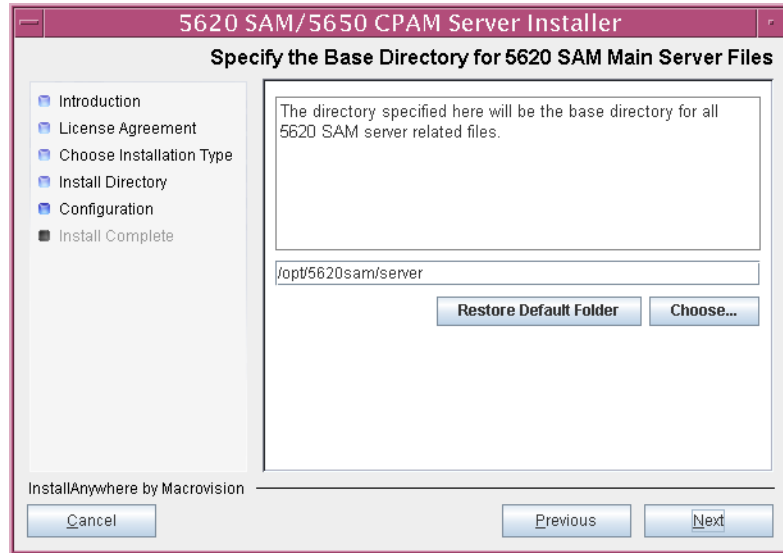 5620 SAM/5650 CPAM Server Installer
Specify the Base Directory for 5620 SAM Main Server Files
Introduction
License Agreement
Choose Installation Type
Install Directory
Configuration
Install Complete
The directory specified here will be the base directory for all
5620 SAM server related files.
/opt/5620sam/server
Restore Default Folder
Choose...
InstallAnywhere by Macrovision
Cancel
Previous
Next